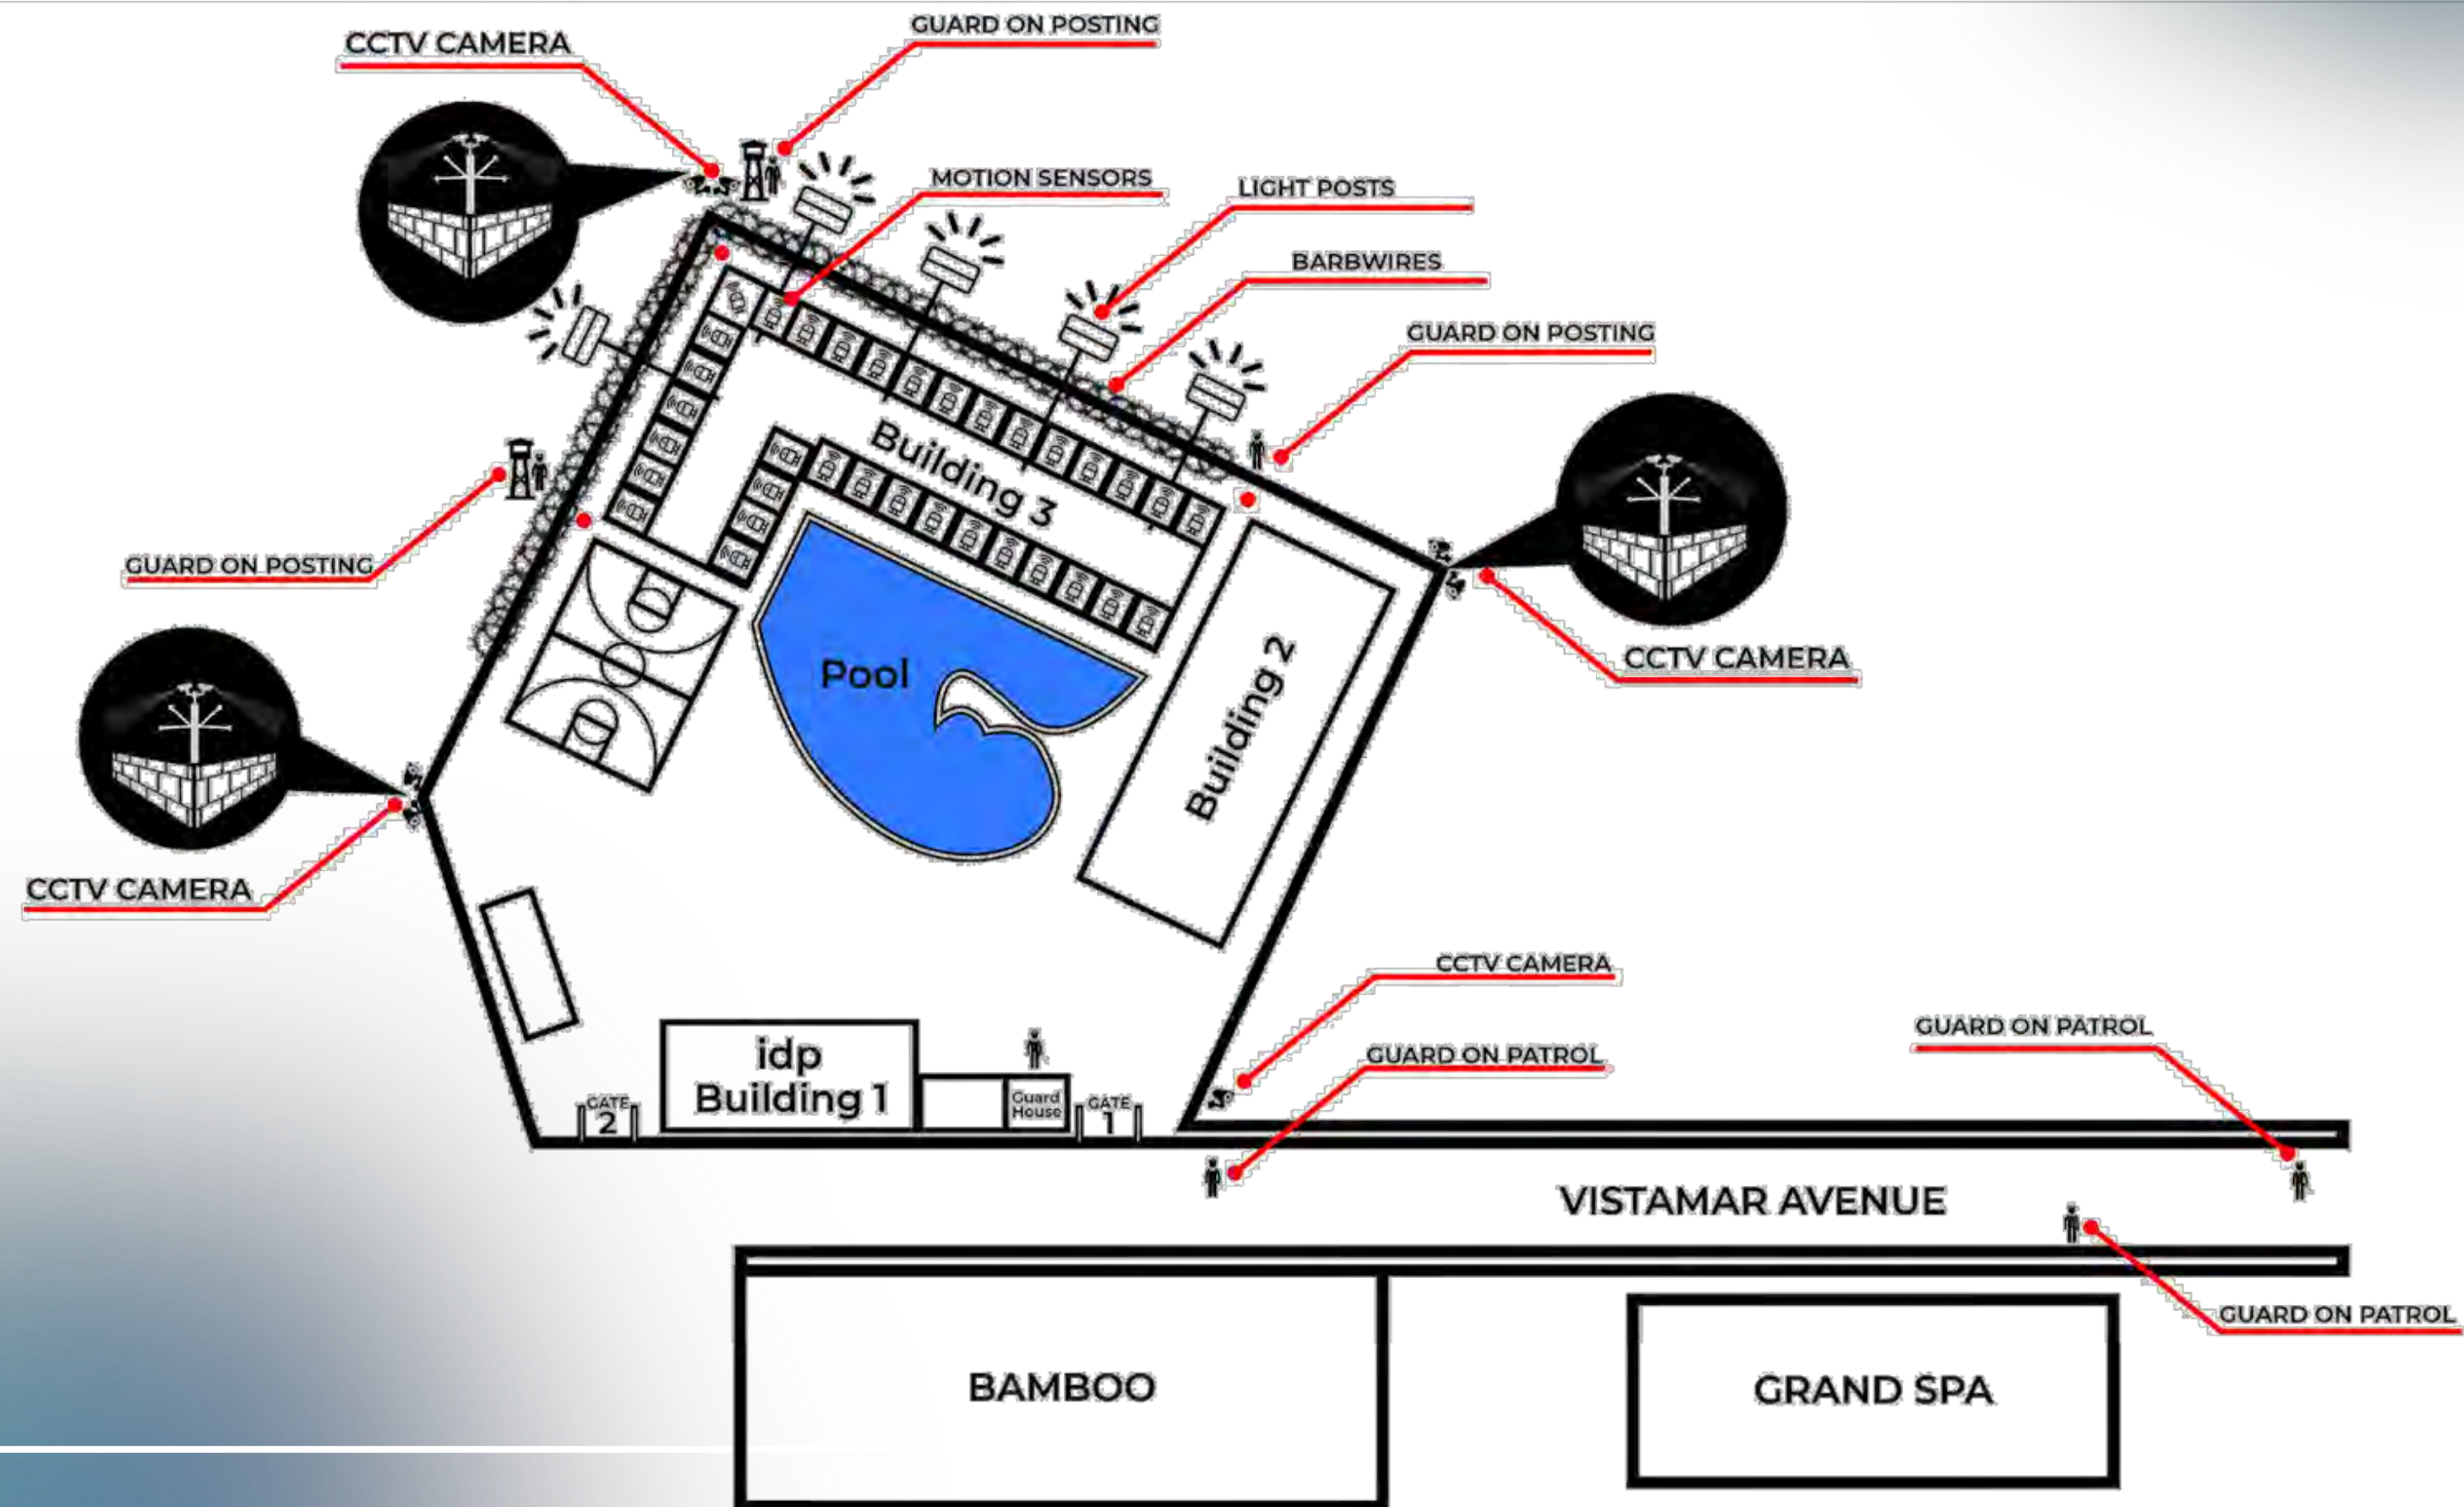 GUARD ON POSTING
CCTV CAMERA
MOTION SENSORS
LIGHT POSTS
BARBWIRES
GUARD ON POSTING
Building 3
GUARD ON POSTING
CCTV CAMERA
Pool
Building 2
CCTV CAMERA
CCTV CAMERA
GUARD ON PATROL
GUARD ON PATROL
idp
Building 1
Guard
House
GATE
2
GATE
1
VISTAMAR AVENUE
GUARD ON PATROL
BAMBOO
GRAND SPA